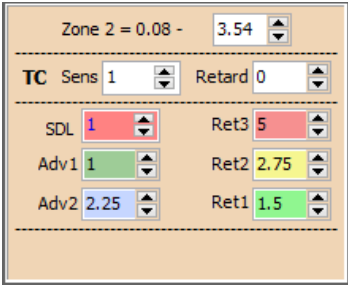 Zone 2 = 0.08 - 3.54
TC Sens 1 Retard 0
SDL 1 Ret3 5
Adv1 1 Ret2 2.75
Adv2 2.25 Ret1 1.5